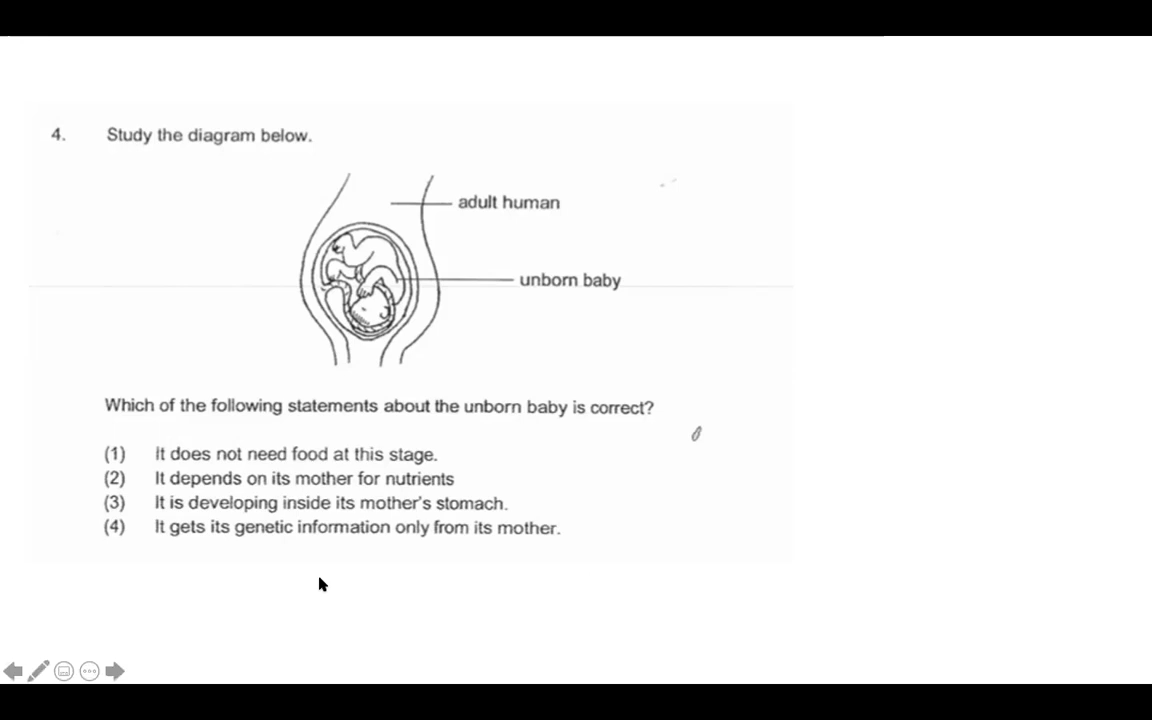 4. Study the diagram below.
adult human
unborn baby
Which of the following statements about the unborn baby is correct?
(1) It does not need food at this stage.
(2) It depends on its mother for nutrients
(3) It is developing inside its mother's stomach.
(4) It gets its genetic information only from its mother.